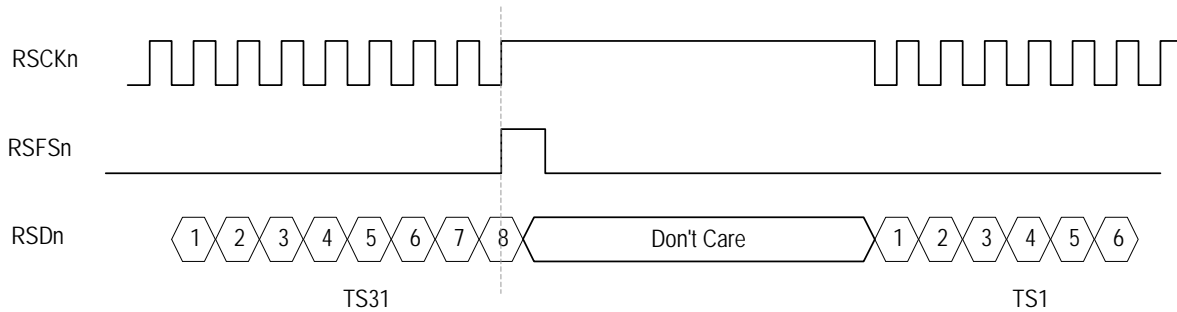 RSCKn
RSFSn
RSDn 1 2 3 4 5 6 7 8 Don't Care 1 2 3 4 5 6
TS31 TS1